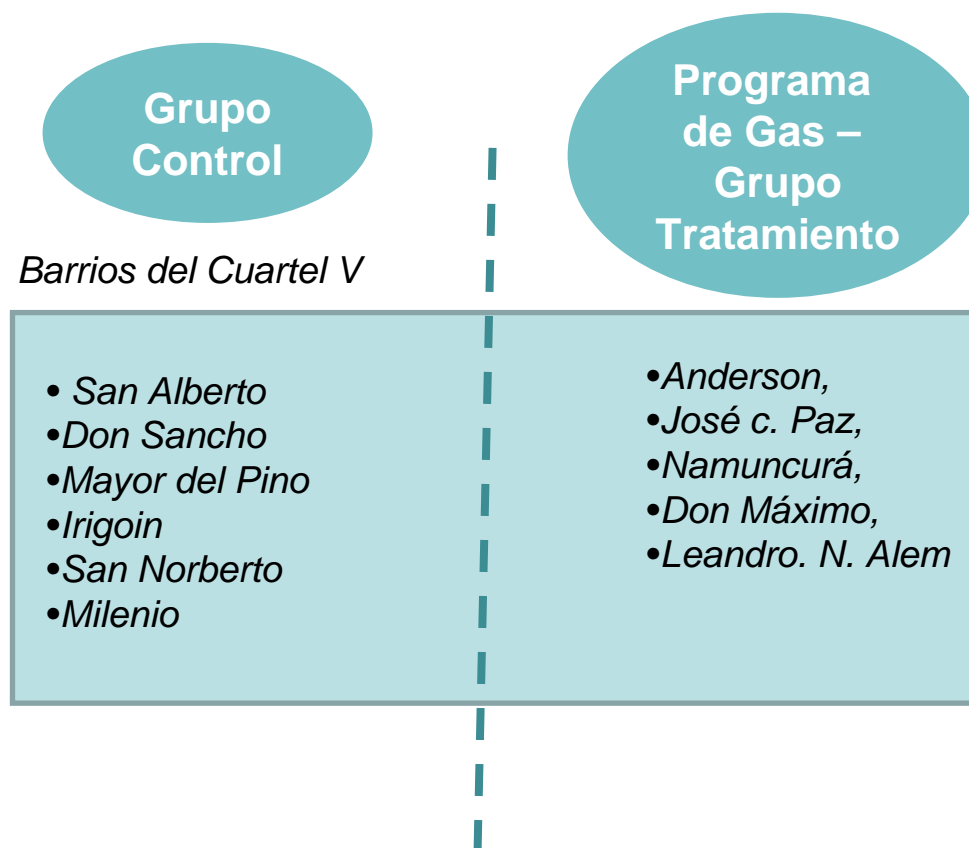 Grupo
Control
Programa
de Gas –
Grupo
Tratamiento
Barrios del Cuartel V
• San Alberto
•Don Sancho
•Mayor del Pino
•Irigoin
•San Norberto
•Milenio
•Anderson,
•José c. Paz,
•Namuncurá,
•Don Máximo,
•Leandro. N. Alem